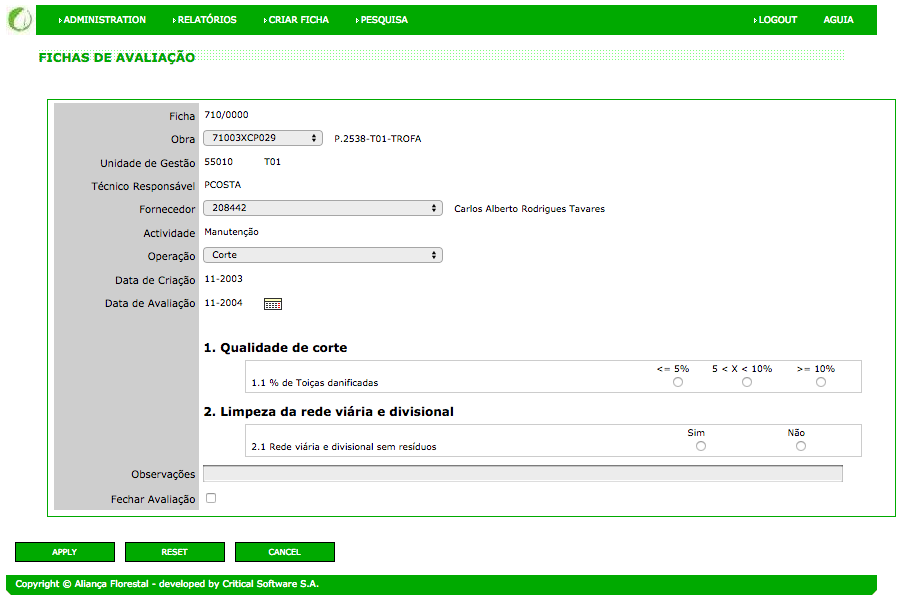 ADMINISTRATION RELATÓRIOS CRIAR FICHA PESQUISA LOGOUT AGUIA
FICHAS DE AVALIAÇÃO
Ficha 710/0000
Obra 71003XCP029 P.2538-T01-TROFA
Unidade de Gestão 55010 T01
Técnico Responsável PCOSTA
Fornecedor 208442 Carlos Alberto Rodrigues Tavares
Actividade Manutenção
Operação Corte
Data de Criação 11-2003
Data de Avaliação 11-2004
1. Qualidade de corte
<= 5% 5 < X < 10% >= 10%
1.1 % de Toiças danificadas
2. Limpeza da rede viária e divisional
Sim Não
2.1 Rede viária e divisional sem resíduos
Observações
Fechar Avaliação
APPLY RESET CANCEL
Copyright © Aliança Florestal - developed by Critical Software S.A.